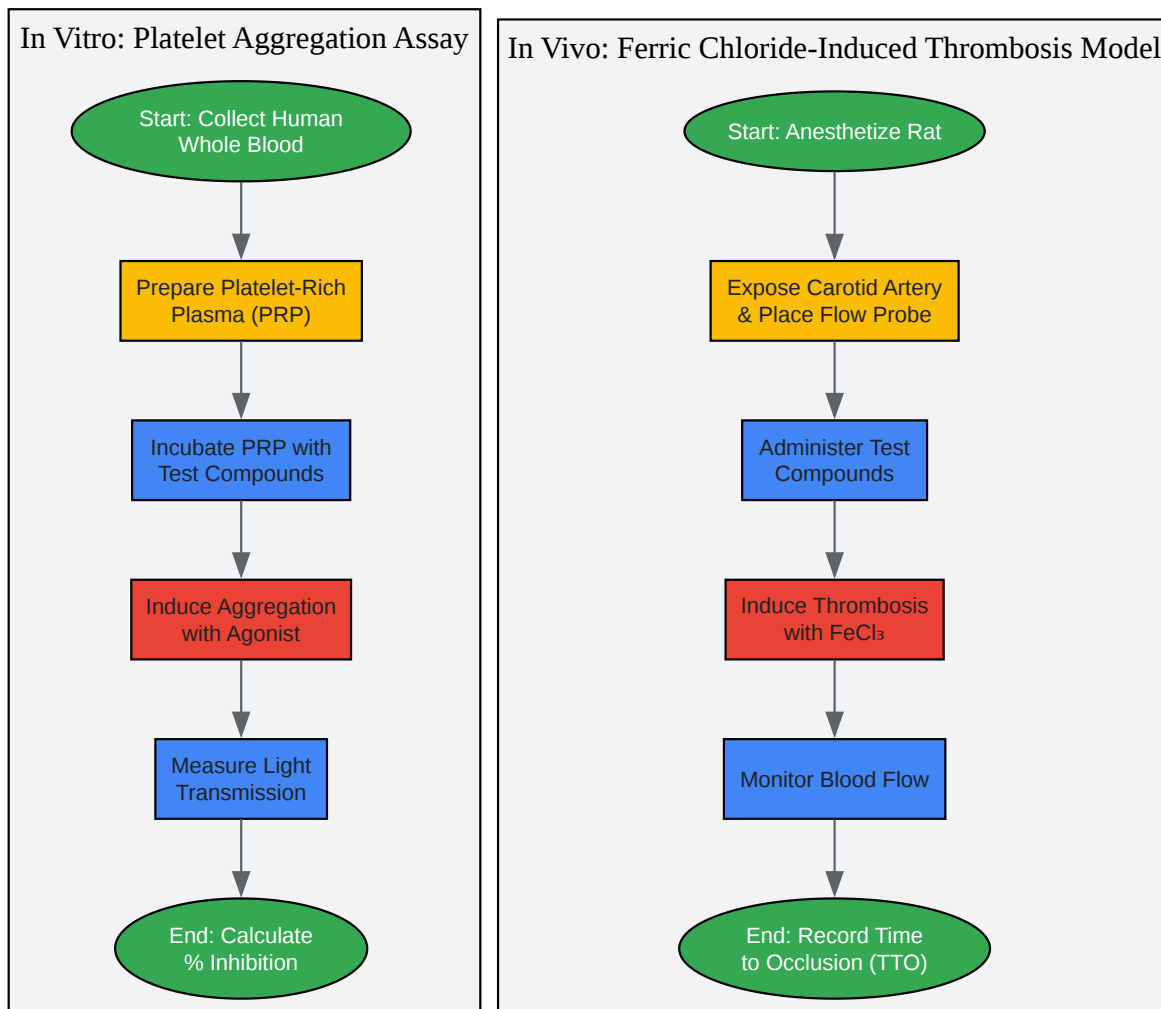 In Vitro: Platelet Aggregation Assay
Start: Collect Human
Whole Blood
Prepare Platelet-Rich
Plasma (PRP)
Incubate PRP with
Test Compounds
Induce Aggregation
with Agonist
Measure Light
Transmission
End: Calculate
% Inhibition
In Vivo: Ferric Chloride-Induced Thrombosis Model
Start: Anesthetize Rat
Expose Carotid Artery
& Place Flow Probe
Administer Test
Compounds
Induce Thrombosis
with FeCl₃
Monitor Blood Flow
End: Record Time
to Occlusion (TTO)